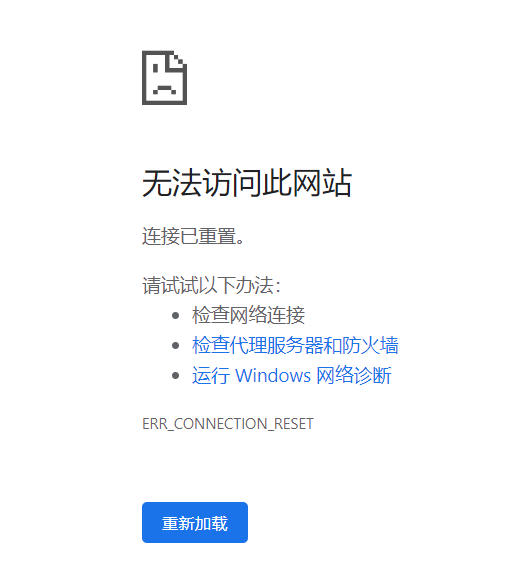 无法访问此网站
连接已重置。
请试试以下办法：
检查网络连接
检查代理服务器和防火墙
运行 Windows 网络诊断
ERR_CONNECTION_RESET
重新加载